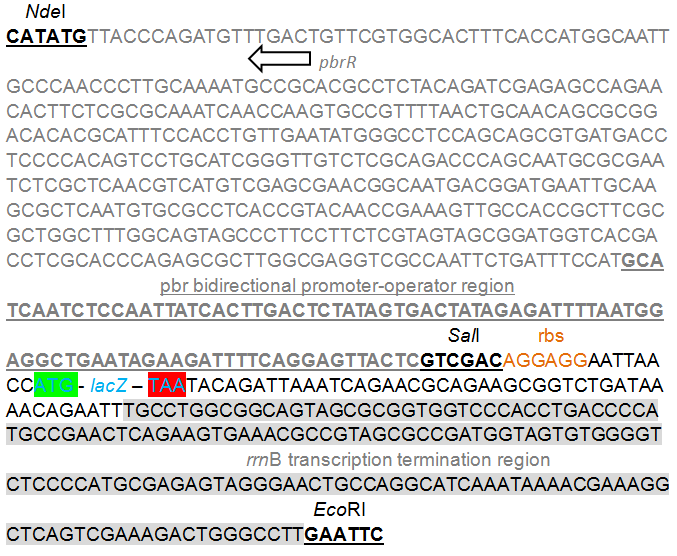 NdeI
CATATGTTACCCAGATGTTTGACTGTTCGTGGCACTTTCACCATGGCAATT
pbrR
GCCCAACCCTTGCAAAATGCCGCACGCCTCTACAGATCGAGAGCCAGAA
CACTTCTCGCGCAAATCAACCAAGTGCCGTTTTAACTGCAACAGCGCGG
ACACACGCATTTCCACCTGTTGAATATGGGCCTCCAGCAGCGTGATGACC
TCCCCACAGTCCTGCATCGGGTTGTCTCGCAGACCCAGCAATGCGCGAA
TCTCGCTCAACGTCATGTCGAGCGAACGGCAATGACGGATGAATTGCAA
GCGCTCAATGTGCGCCTCACCGTACAACCGAAAGTTGCCACCGCTTCGC
GCTGGCTTTGGCAGTAGCCCTTCCTTCTCGTAGTAGCGGATGGTCACGA
CCTCGCACCCAGAGCGCTTGGCGAGGTCGCCAATTCTGATTTCCATGCA
pbr bidirectional promoter-operator region
TCAATCTCCAATTATCACTTGACTCTATAGTGACTATAGAGATTTTAATGG
SalI rbs
AGGCTGAATAGAAGATTTTCAGGAGTTACTCGTCGACAGGAGGAATTAA
CCATG - lacZ – TAATACAGATTAAATCAGAACGCAGAAGCGGTCTGATAA
AACAGAATTTGCCTGGCGGCAGTAGCGCGGTGGTCCCACCTGACCCCA
TGCCGAACTCAGAAGTGAAACGCCGTAGCGCCGATGGTAGTGTGGGGT
rrnB transcription termination region
CTCCCCATGCGAGAGTAGGGAACTGCCAGGCATCAAATAAAACGAAAGG
EcoRI
CTCAGTCGAAAGACTGGGCCTTGAATTC